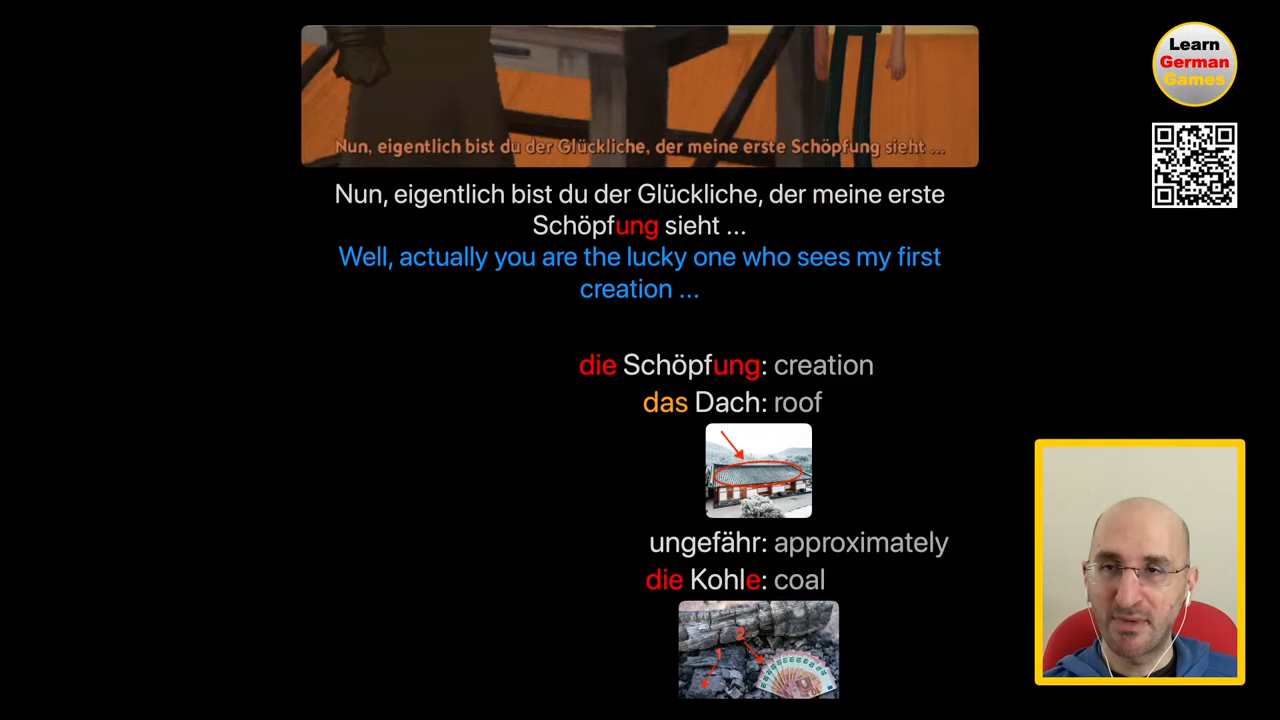 Learn
German
Games
Nun, eigentlich bist du der Glückliche, der meine erste Schöpfung sieht ...
Nun, eigentlich bist du der Glückliche, der meine erste
Schöpfung sieht ...
Well, actually you are the lucky one who sees my first
creation ...
die Schöpfung: creation
das Dach: roof
ungefähr: approximately
die Kohle: coal
1
2